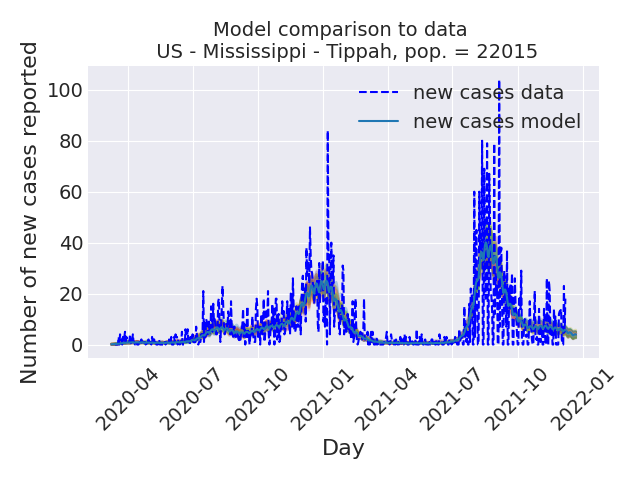 Model comparison to data
US - Mississippi - Tippah, pop. = 22015
Number of new cases reported
100
80
60
40
20
0
new cases data
new cases model
2020-04
2020-07
2020-10
2021-01
2021-04
2021-07
2021-10
2022-01
Day